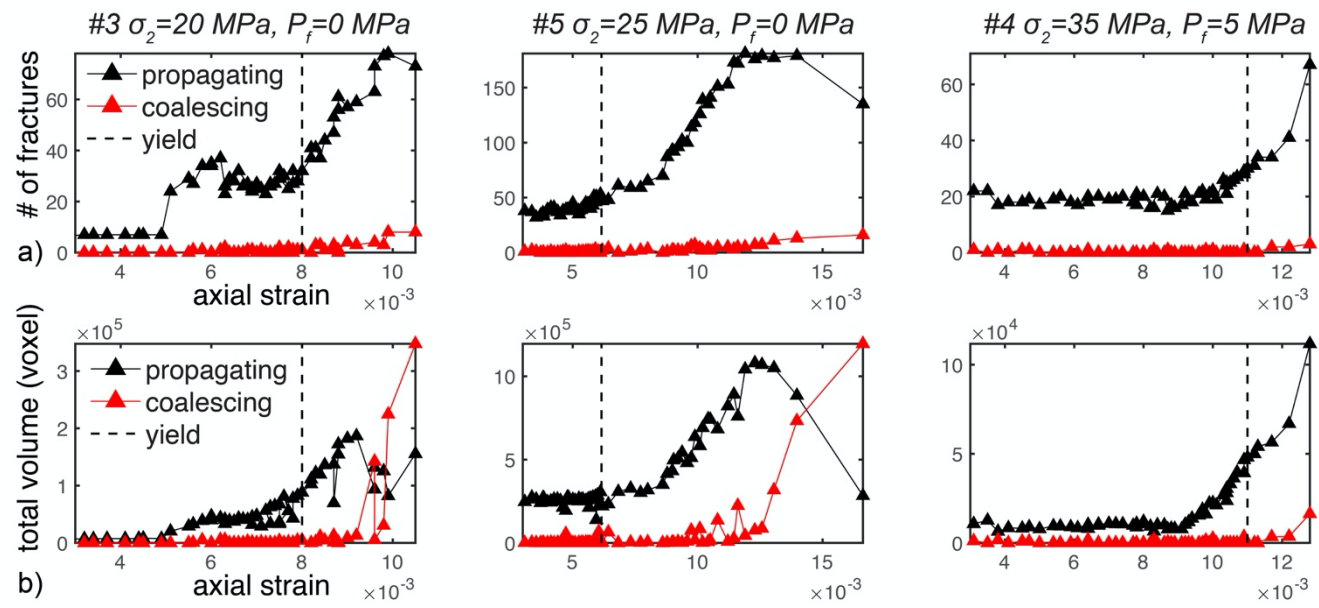 #3 σ2=20 MPa, Pf=0 MPa
#5 σ2=25 MPa, Pf=0 MPa
#4 σ2=35 MPa, Pf=5 MPa
a)
# of fractures
60
40
20
0
propagating
coalescing
yield
4 6 8 10
axial strain
×10-3
150
100
50
0
5 10 15
×10-3
60
40
20
0
4 6 8 10 12
×10-3
b)
total volume (voxel)
×105
3
2
1
0
propagating
coalescing
yield
4 6 8 10
axial strain
×10-3
×105
10
5
0
5 10 15
×10-3
×104
10
5
0
4 6 8 10 12
×10-3